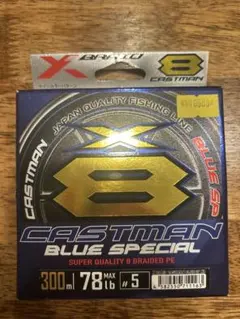 X BRAID
8
CASTMAN
JAPAN QUALITY FISHING LINE
CASTMAN
BLUE SP
X
8
CASTMAN
BLUE SPECIAL
SUPER QUALITY 8 BRAIDED PE
300m 78 MAX lb #5